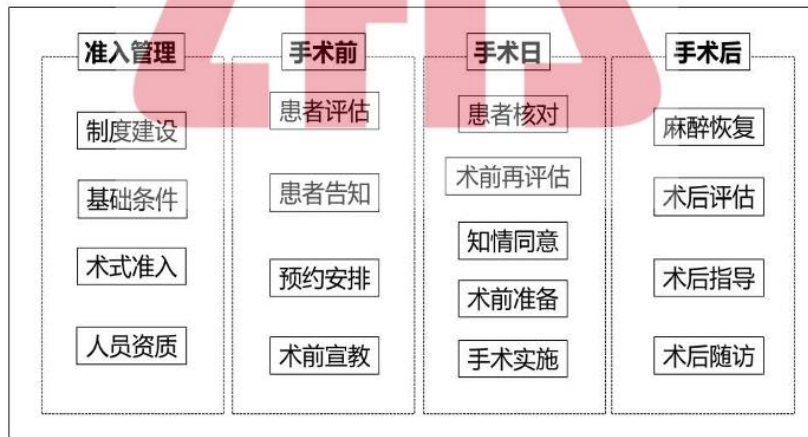 准入管理
制度建设
基础条件
术式准入
人员资质
手术前
患者评估
患者告知
预约安排
术前宣教
手术日
患者核对
术前再评估
知情同意
术前准备
手术实施
手术后
麻醉恢复
术后评估
术后指导
术后随访